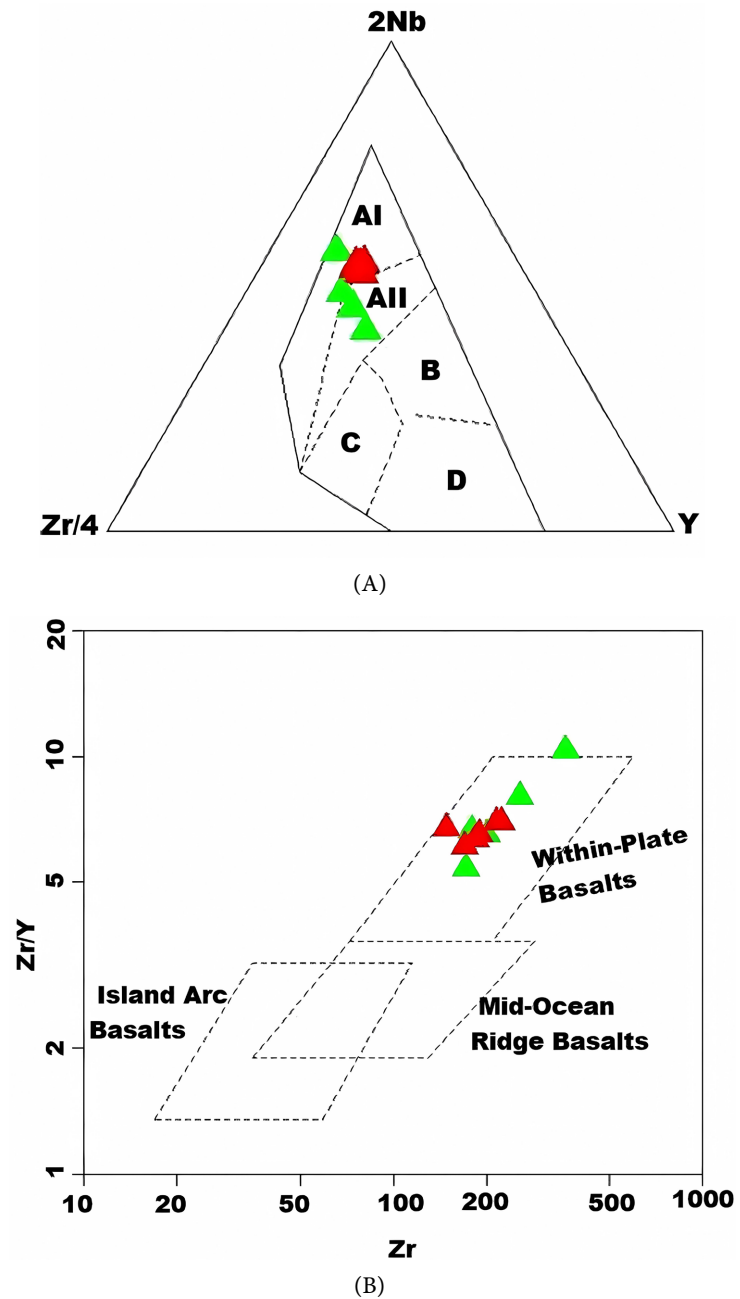 2Nb
AI
AII
B
C
D
Zr/4
Y
(A)
20
10
5
2
1
Zr/Y
Within-Plate
Basalts
Island Arc
Basalts
Mid-Ocean
Ridge Basalts
10 20 50 100 200 500 1000
Zr
(B)